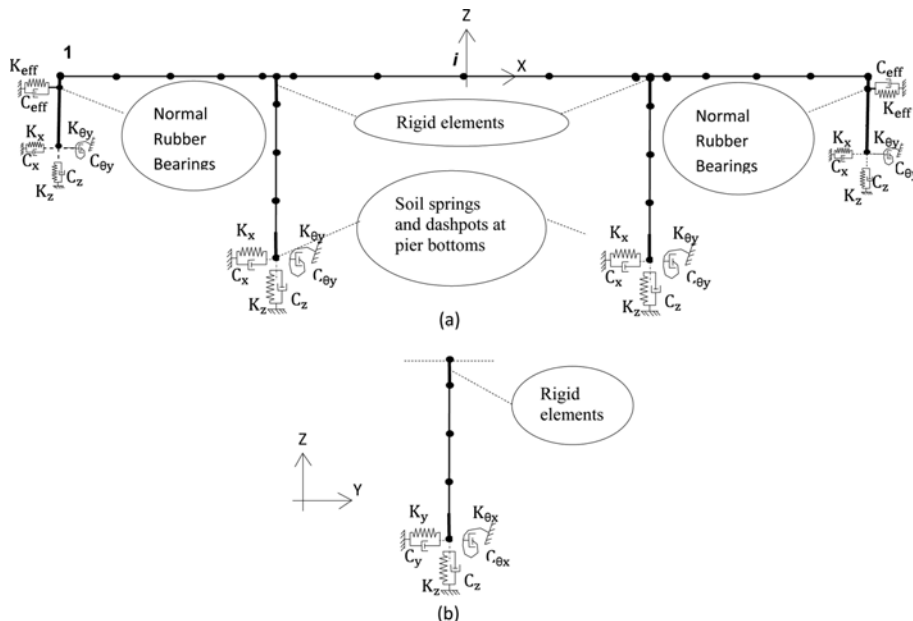 Z
1
i
X
K_eff
C_eff
C_eff
K_eff
Normal
Rubber
Bearings
Rigid elements
Normal
Rubber
Bearings
K_x
K_θy
C_x
C_θy
K_z
C_z
K_x
K_θy
C_x
C_θy
K_z
C_z
Soil springs
and dashpots at
pier bottoms
K_x
K_θy
C_x
C_θy
K_z
C_z
K_x
K_θy
C_x
C_θy
K_z
C_z
(a)
Rigid
elements
Z
Y
K_y
K_θx
C_y
C_θx
K_z
C_z
(b)